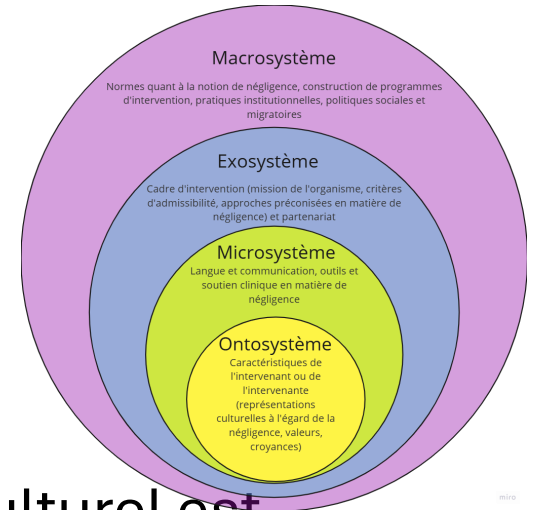 Macrosystème
Normes quant à la notion de négligence, construction de programmes
d'intervention, pratiques institutionnelles, politiques sociales et
migratoires
Exosystème
Cadre d'intervention (mission de l'organisme, critères
d'admissibilité, approches préconisées en matière de
négligence) et partenariat
Microsystème
Langue et communication, outils et
soutien clinique en matière de
négligence
Ontosystème
Caractéristiques de
l'intervenant ou de
l'intervenante
(représentations
culturelles à l'égard de la
négligence, valeurs,
croyances)
est
miro